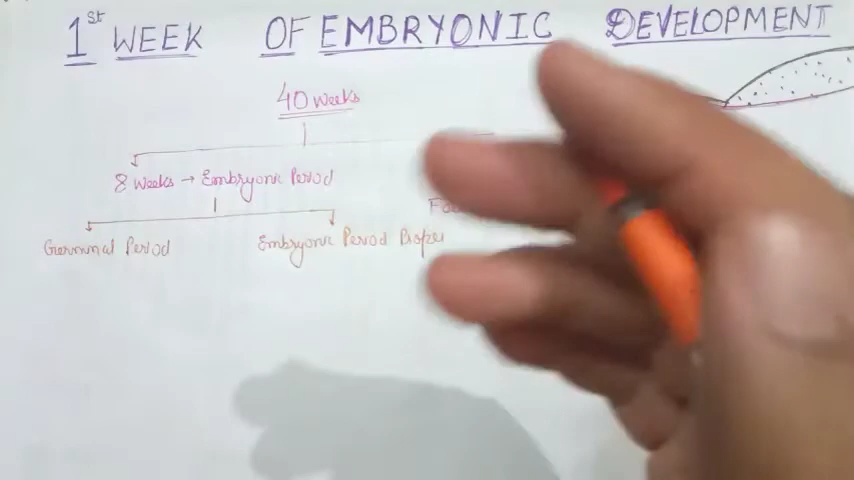 1st WEEK OF EMBRYONIC DEVELOPMENT
40 Weeks
8 Weeks → Embryonic Period
Germinal Period Embryonic Period Proper